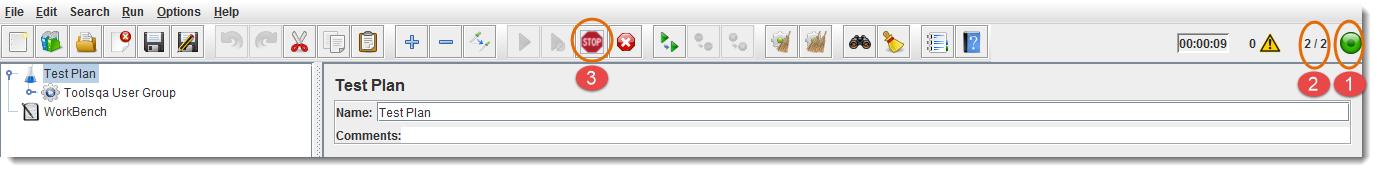 File Edit Search Run Options Help
STOP ? 00:00:09 0 ! 2 / 2
3 2 1
Test Plan
Toolsqa User Group
WorkBench
Test Plan
Name: Test Plan
Comments: